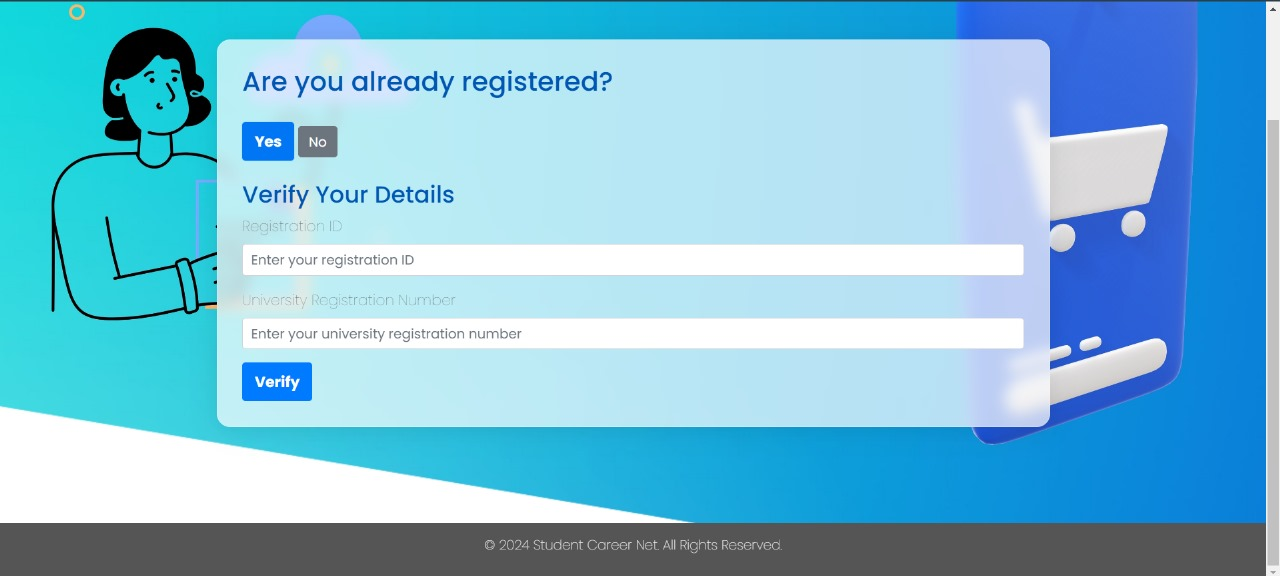 Are you already registered?
Yes No
Verify Your Details
Registration ID
Enter your registration ID
University Registration Number
Enter your university registration number
Verify
© 2024 Student Career Net. All Rights Reserved.